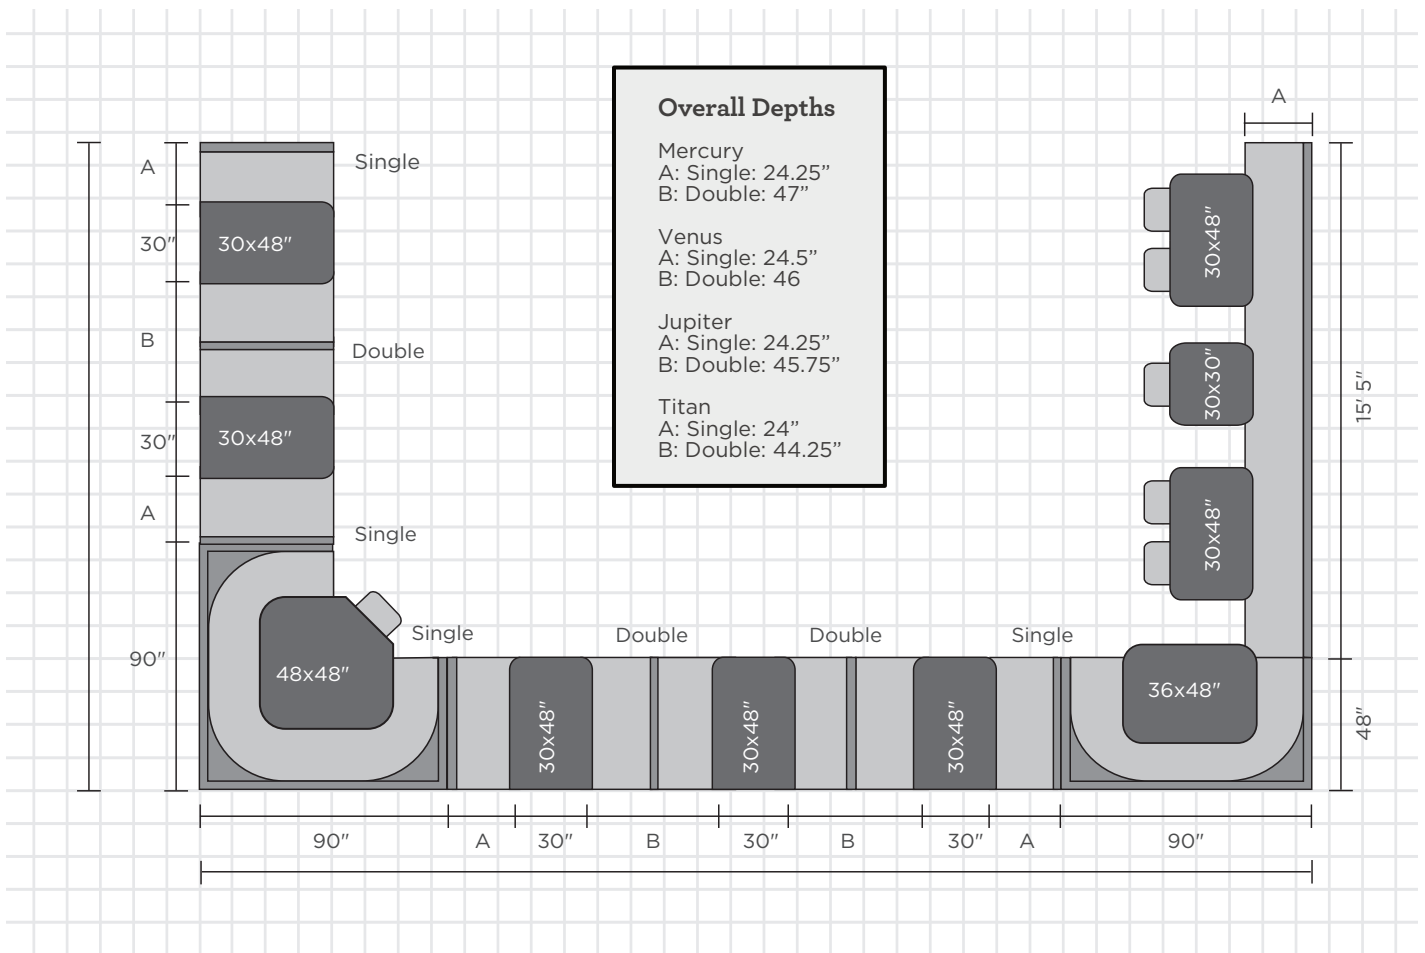 Overall Depths
Mercury
A: Single: 24.25”
B: Double: 47”
Venus
A: Single: 24.5”
B: Double: 46
Jupiter
A: Single: 24.25”
B: Double: 45.75”
Titan
A: Single: 24”
B: Double: 44.25”
A
Single
30"
30x48"
B
Double
30"
30x48"
A
Single
90"
48x48"
Single
Double
Double
Single
30x48"
30x48"
30x48"
36x48"
A
30x48"
30x30"
30x48"
15' 5"
48"
90"
A
30"
B
30"
B
30"
A
90"